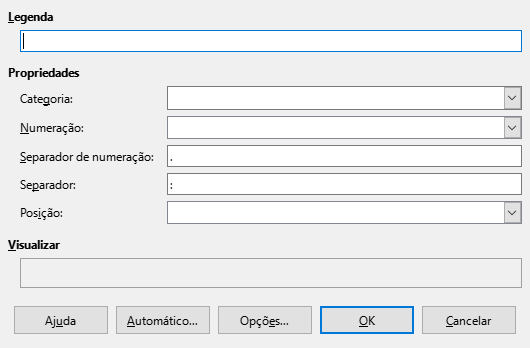 Legenda
Propriedades
Categoria:
Numeração:
Separador de numeração: .
Separador: :
Posição:
Visualizar
Ajuda Automático... Opções... OK Cancelar